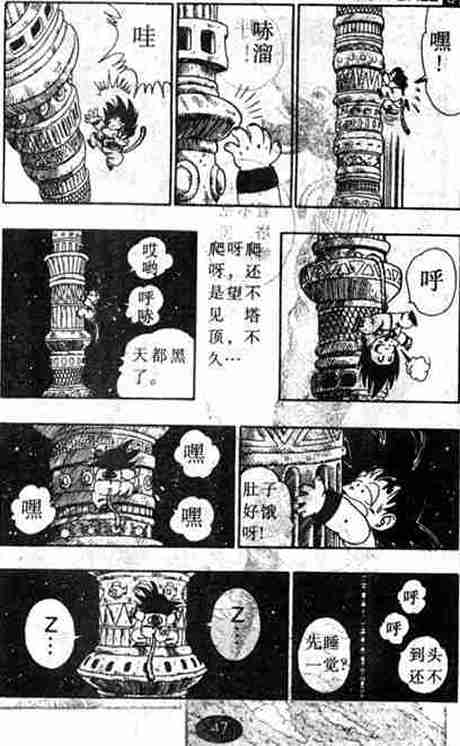 嘿！
哧溜！
哇
呼
爬呀爬
呀，还
是望不
见塔
顶，不
久…
哎哟
呼哧
天都黑
了。
肚子
好饿
呀!
嘿
嘿
嘿
呼
呼
到头
还不
先睡
一觉?
Z…
Z…
47